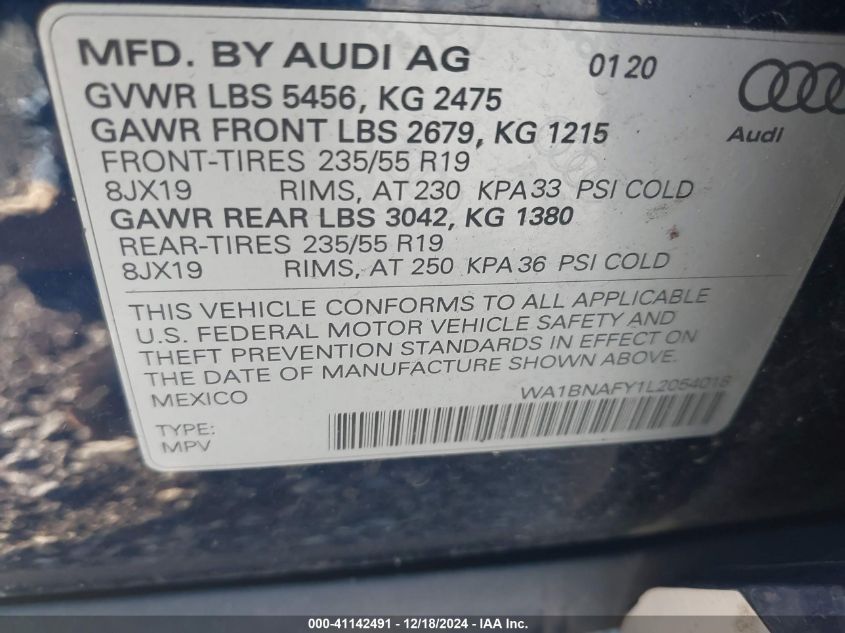 MFD. BY AUDI AG 0120
Audi
GVWR LBS 5456, KG 2475
GAWR FRONT LBS 2679, KG 1215
FRONT-TIRES 235/55 R19
8JX19 RIMS, AT 230 KPA 33 PSI COLD
GAWR REAR LBS 3042, KG 1380
REAR-TIRES 235/55 R19
8JX19 RIMS, AT 250 KPA 36 PSI COLD
THIS VEHICLE CONFORMS TO ALL APPLICABLE
U.S. FEDERAL MOTOR VEHICLE SAFETY AND
THEFT PREVENTION STANDARDS IN EFFECT ON
THE DATE OF MANUFACTURE SHOWN ABOVE.
MEXICO WA1BNAFY1L2054018
TYPE:
MPV
000-41142491 - 12/18/2024 - IAA Inc.